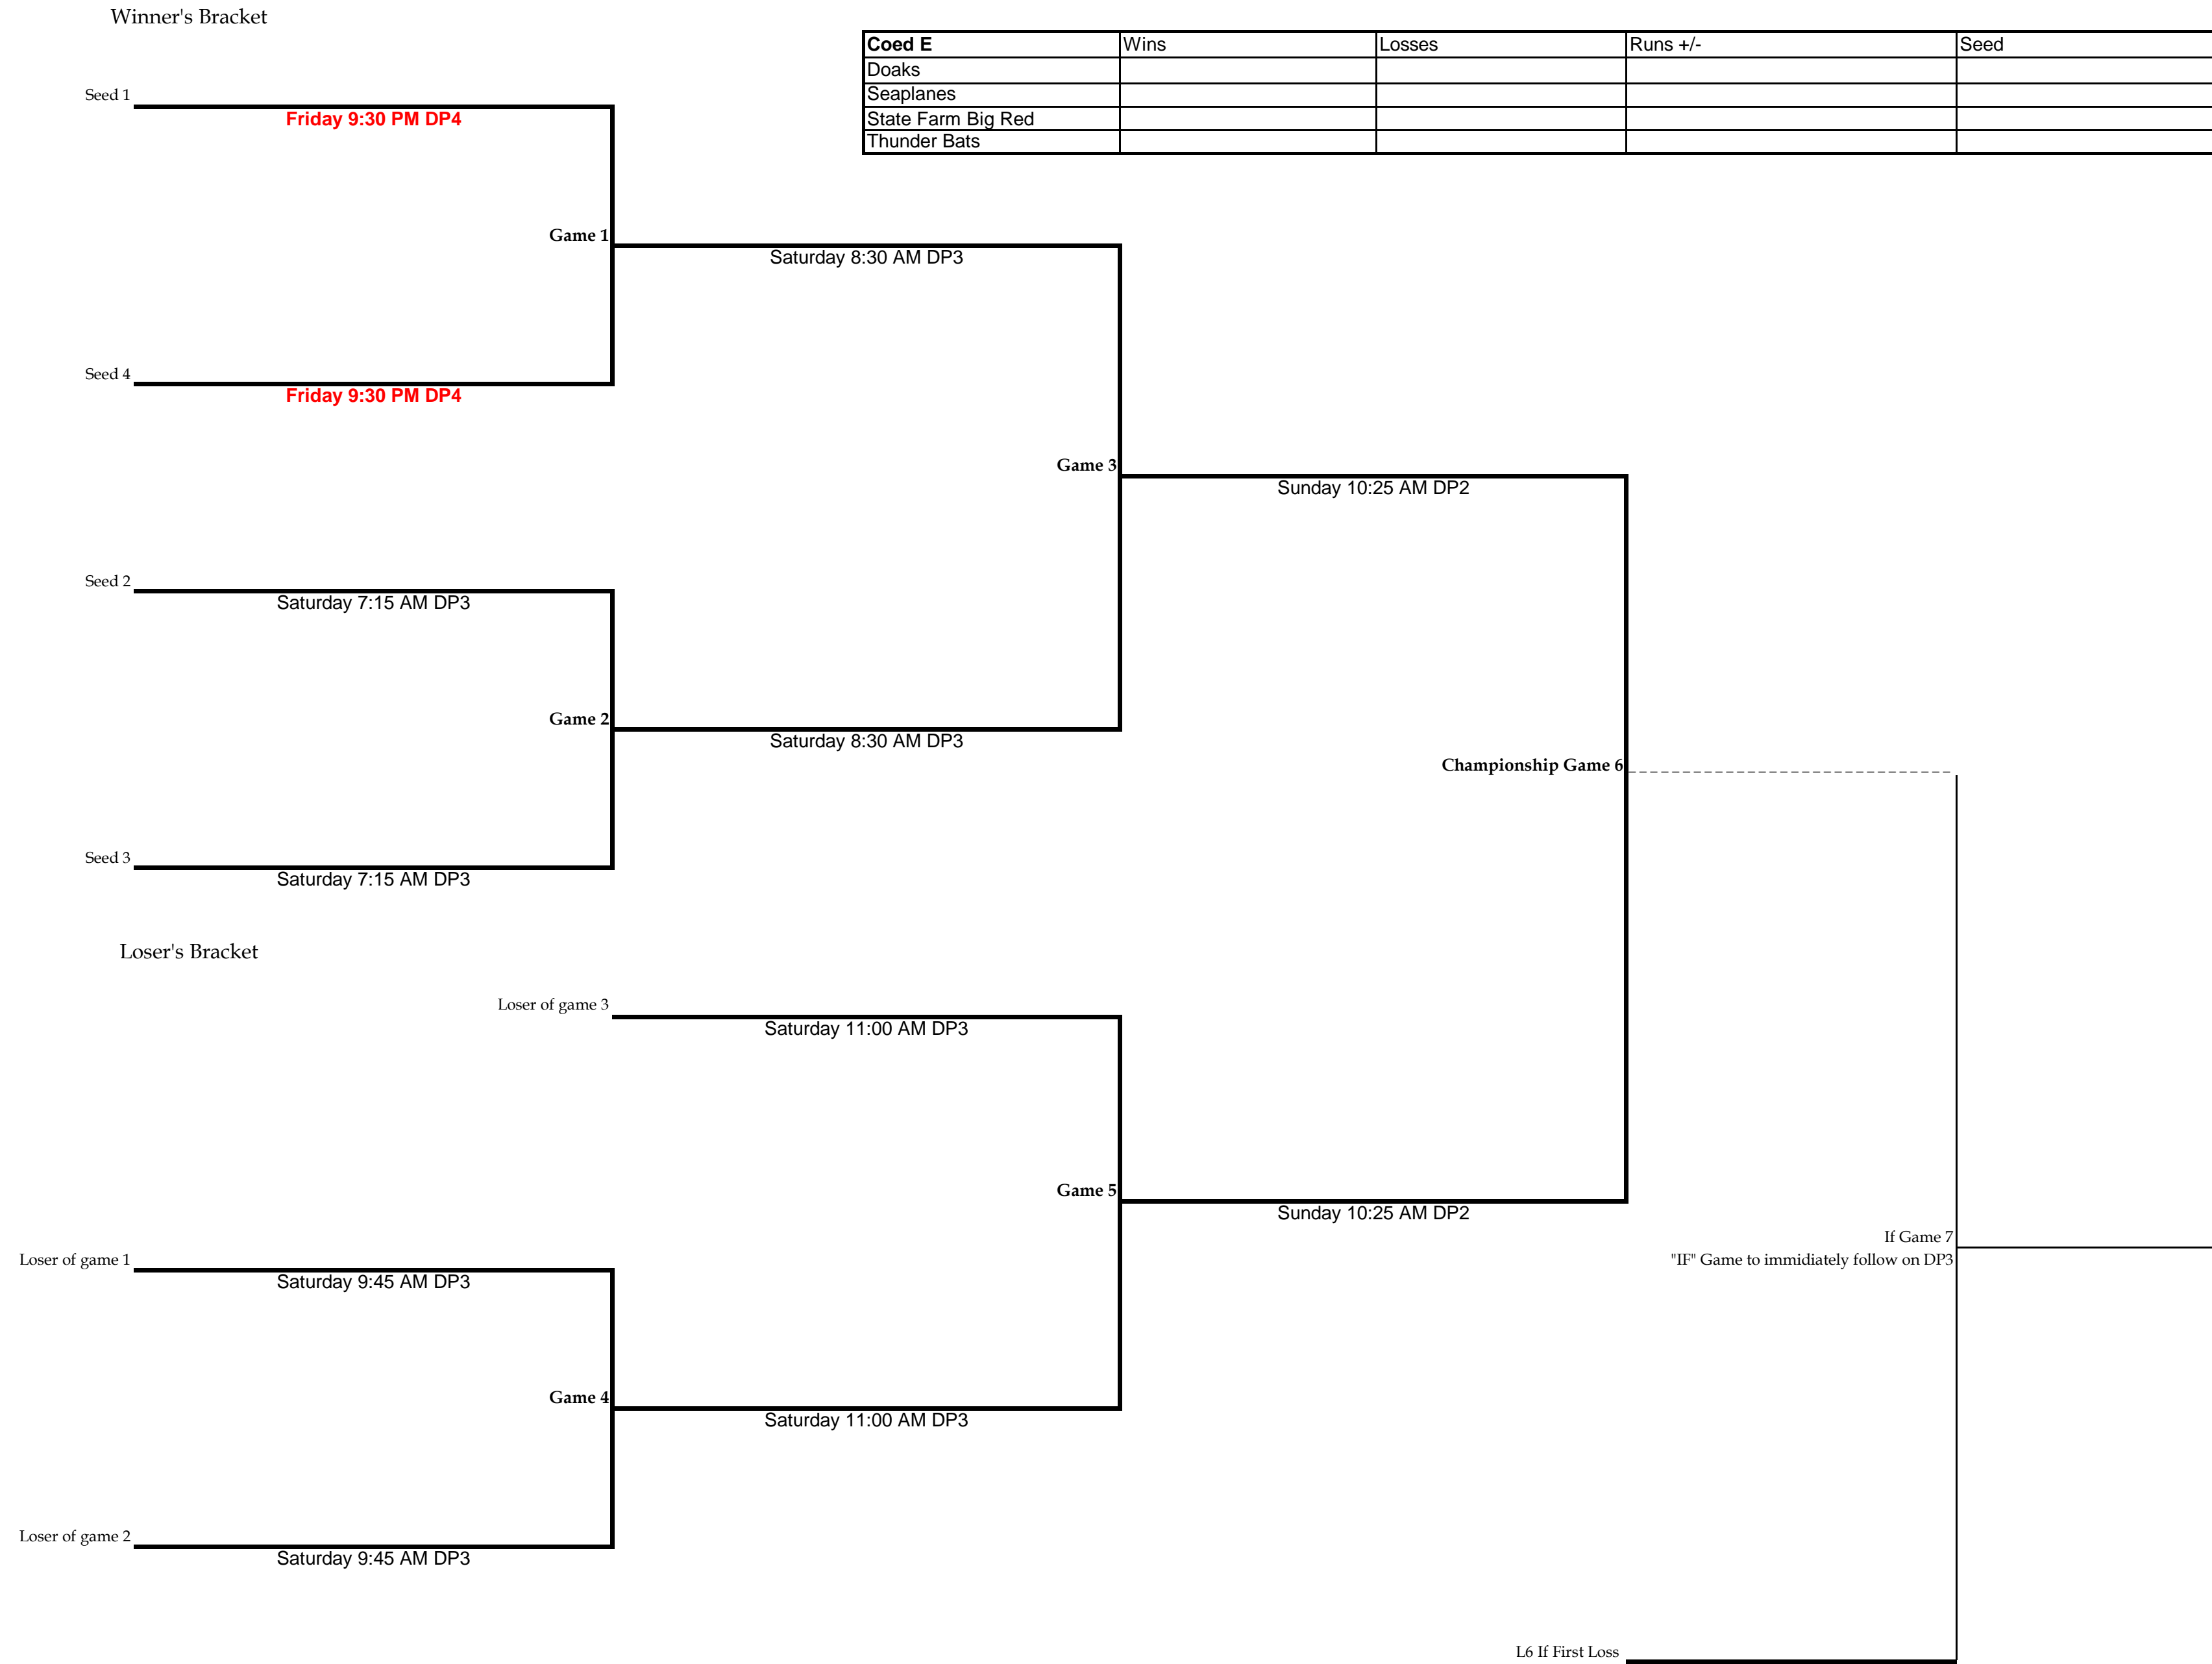 Winner's Bracket
Coed E Wins Losses Runs +/- Seed
Doaks
Seaplanes
State Farm Big Red
Thunder Bats
Seed 1
Friday 9:30 PM DP4
Game 1
Saturday 8:30 AM DP3
Seed 4
Friday 9:30 PM DP4
Game 3
Sunday 10:25 AM DP2
Seed 2
Saturday 7:15 AM DP3
Game 2
Saturday 8:30 AM DP3
Championship Game 6
Seed 3
Saturday 7:15 AM DP3
Loser's Bracket
Loser of game 3
Saturday 11:00 AM DP3
Game 5
Sunday 10:25 AM DP2
If Game 7
"IF" Game to immidiately follow on DP3
Loser of game 1
Saturday 9:45 AM DP3
Game 4
Saturday 11:00 AM DP3
Loser of game 2
Saturday 9:45 AM DP3
L6 If First Loss